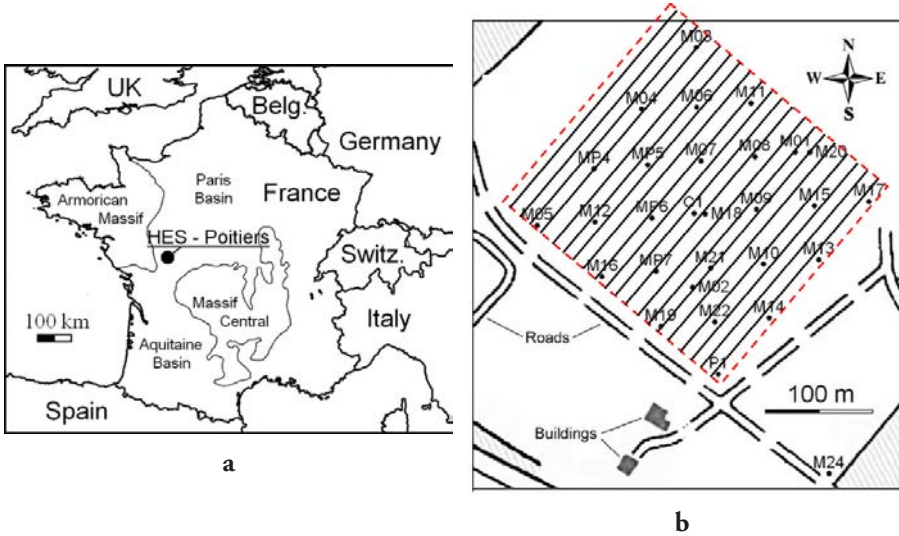 UK
Belg.
Germany
Paris
Basin
France
Armorican
Massif
HES - Poitiers
Switz.
Massif
Central
100 km
Italy
Aquitaine
Basin
Spain
a
M03
N
W E
S
M11
M04 M06
M07 M08 M01 M20
MP4 MP5
M15 M17
M05 M12 MP6 C1 M18 M09
M16 MP7 M21 M10 M13
M02
M19 M22 M14
Roads
P1
100 m
Buildings
M24
b